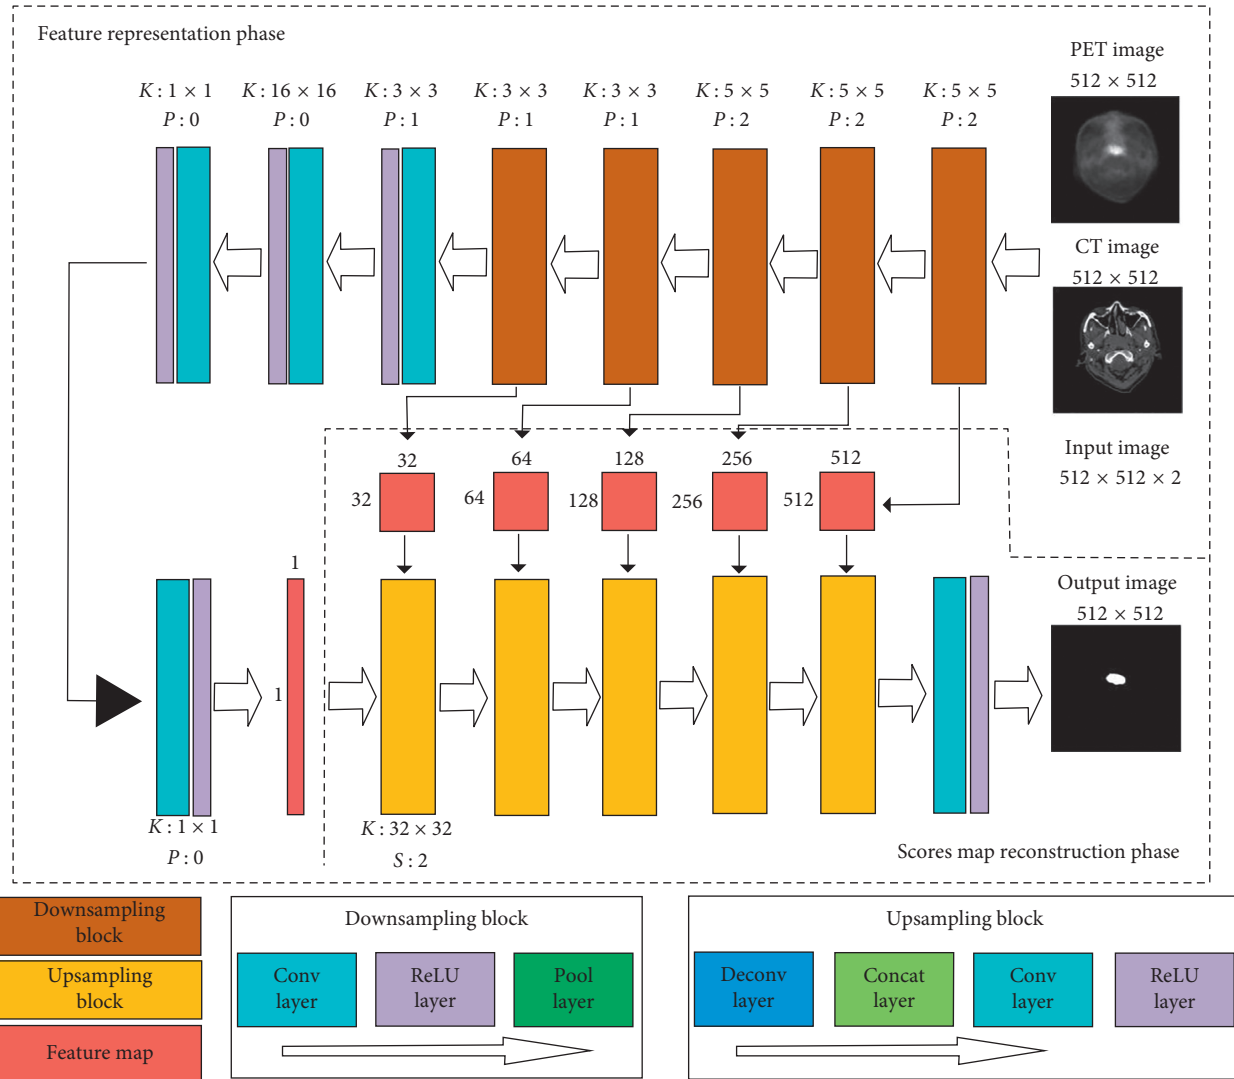 Feature representation phase
PET image
512 × 512
K : 1 × 1
P : 0
K : 16 × 16
P : 0
K : 3 × 3
P : 1
K : 3 × 3
P : 1
K : 3 × 3
P : 1
K : 5 × 5
P : 2
K : 5 × 5
P : 2
K : 5 × 5
P : 2
CT image
512 × 512
Input image
512 × 512 × 2
32
32
64
64
128
128
256
256
512
512
1
1
K : 1 × 1
P : 0
K : 32 × 32
S : 2
Output image
512 × 512
Scores map reconstruction phase
Downsampling
block
Upsampling
block
Feature map
Downsampling block
Conv
layer
ReLU
layer
Pool
layer
Upsampling block
Deconv
layer
Concat
layer
Conv
layer
ReLU
layer